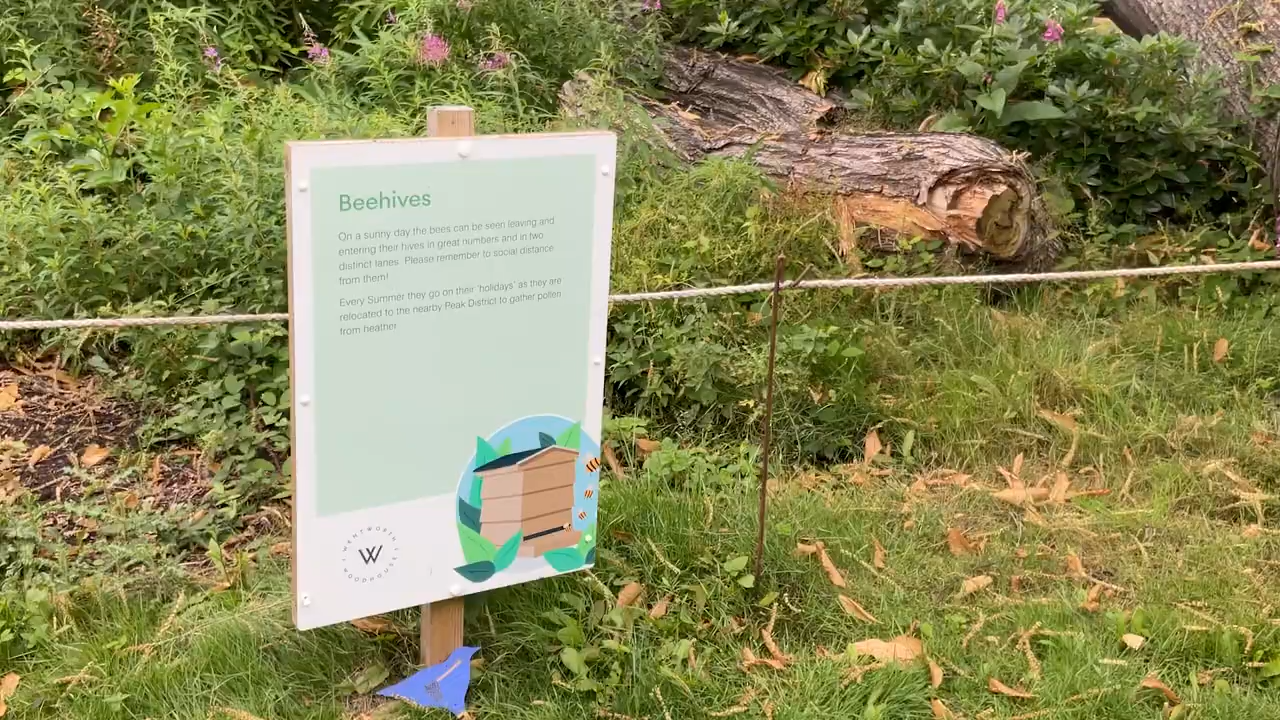 Beehives
On a sunny day the bees can be seen leaving and
entering their hives in great numbers and in two
distinct lanes. Please remember to social distance
from them!
Every Summer they go on their 'holidays' as they are
relocated to the nearby Peak District to gather pollen
from heather
WENTWORTH WOODHOUSE
W